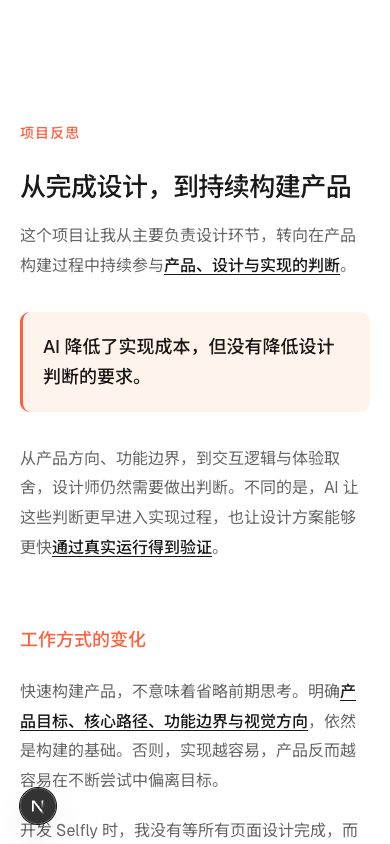 项目反思
从完成设计，到持续构建产品
这个项目让我从主要负责设计环节，转向在产品
构建过程中持续参与产品、设计与实现的判断。
AI 降低了实现成本，但没有降低设计
判断的要求。
从产品方向、功能边界，到交互逻辑与体验取
舍，设计师仍然需要做出判断。不同的是，AI 让
这些判断更早进入实现过程，也让设计方案能够
更快通过真实运行得到验证。
工作方式的变化
快速构建产品，不意味着省略前期思考。明确产
品目标、核心路径、功能边界与视觉方向，依然
是构建的基础。否则，实现越容易，产品反而越
容易在不断尝试中偏离目标。
N
开发 Selfly 时，我没有等所有页面设计完成，而